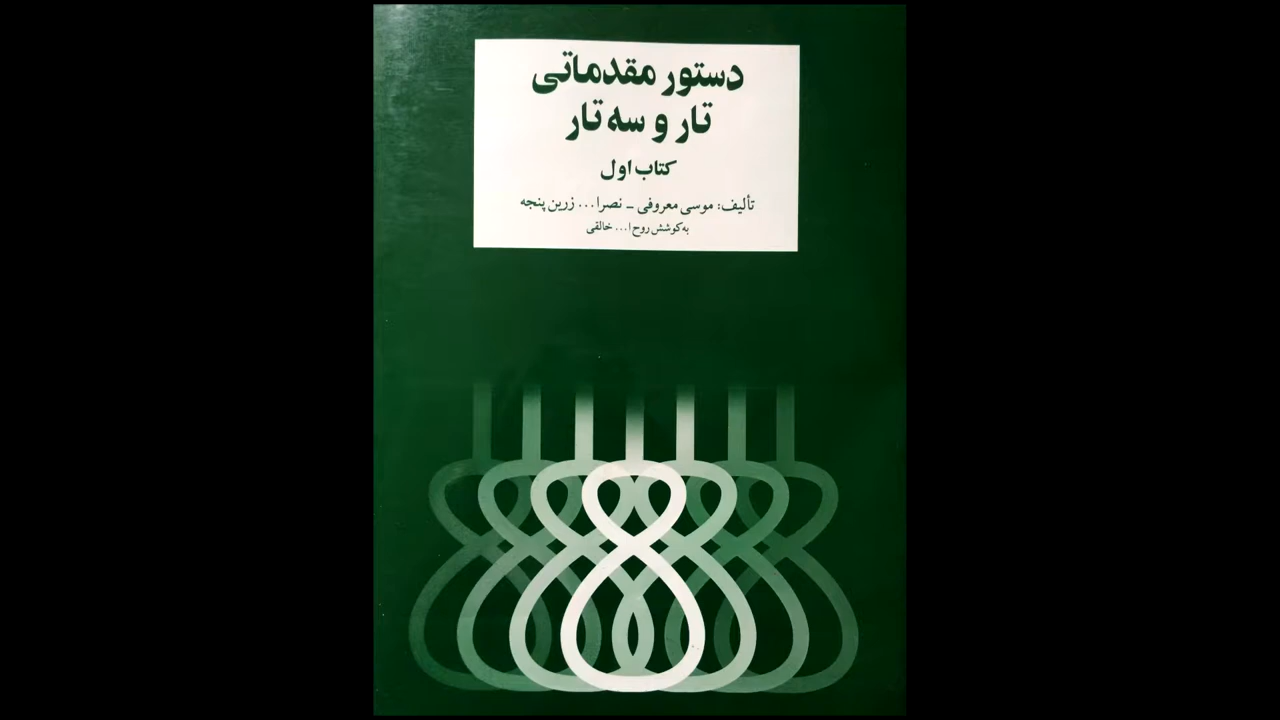 دستور مقدماتی
تار و سه تار
کتاب اول
تألیف: موسی معروفی – نصرا... زرین پنجه
به‌کوشش روح ا... خالقی